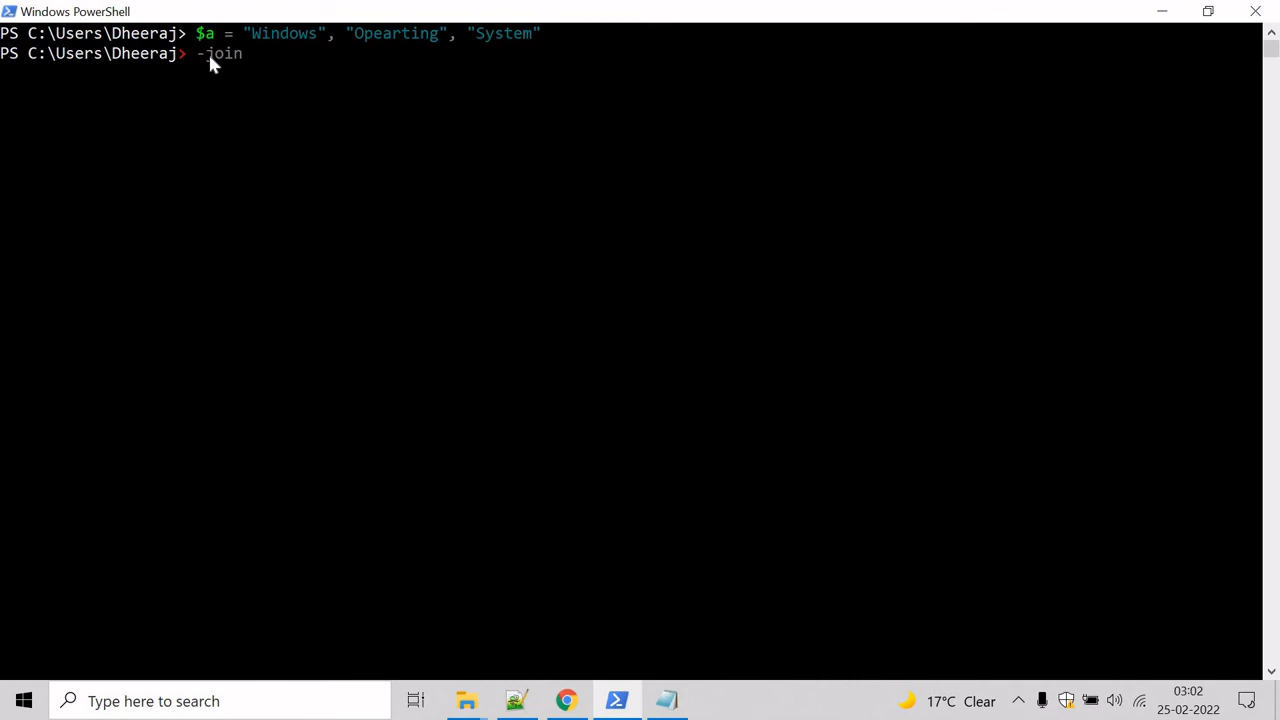 Windows PowerShell
PS C:\Users\Dheeraj> $a = "Windows", "Opearting", "System"
PS C:\Users\Dheeraj> -join
Type here to search
17°C Clear
03:02
25-02-2022